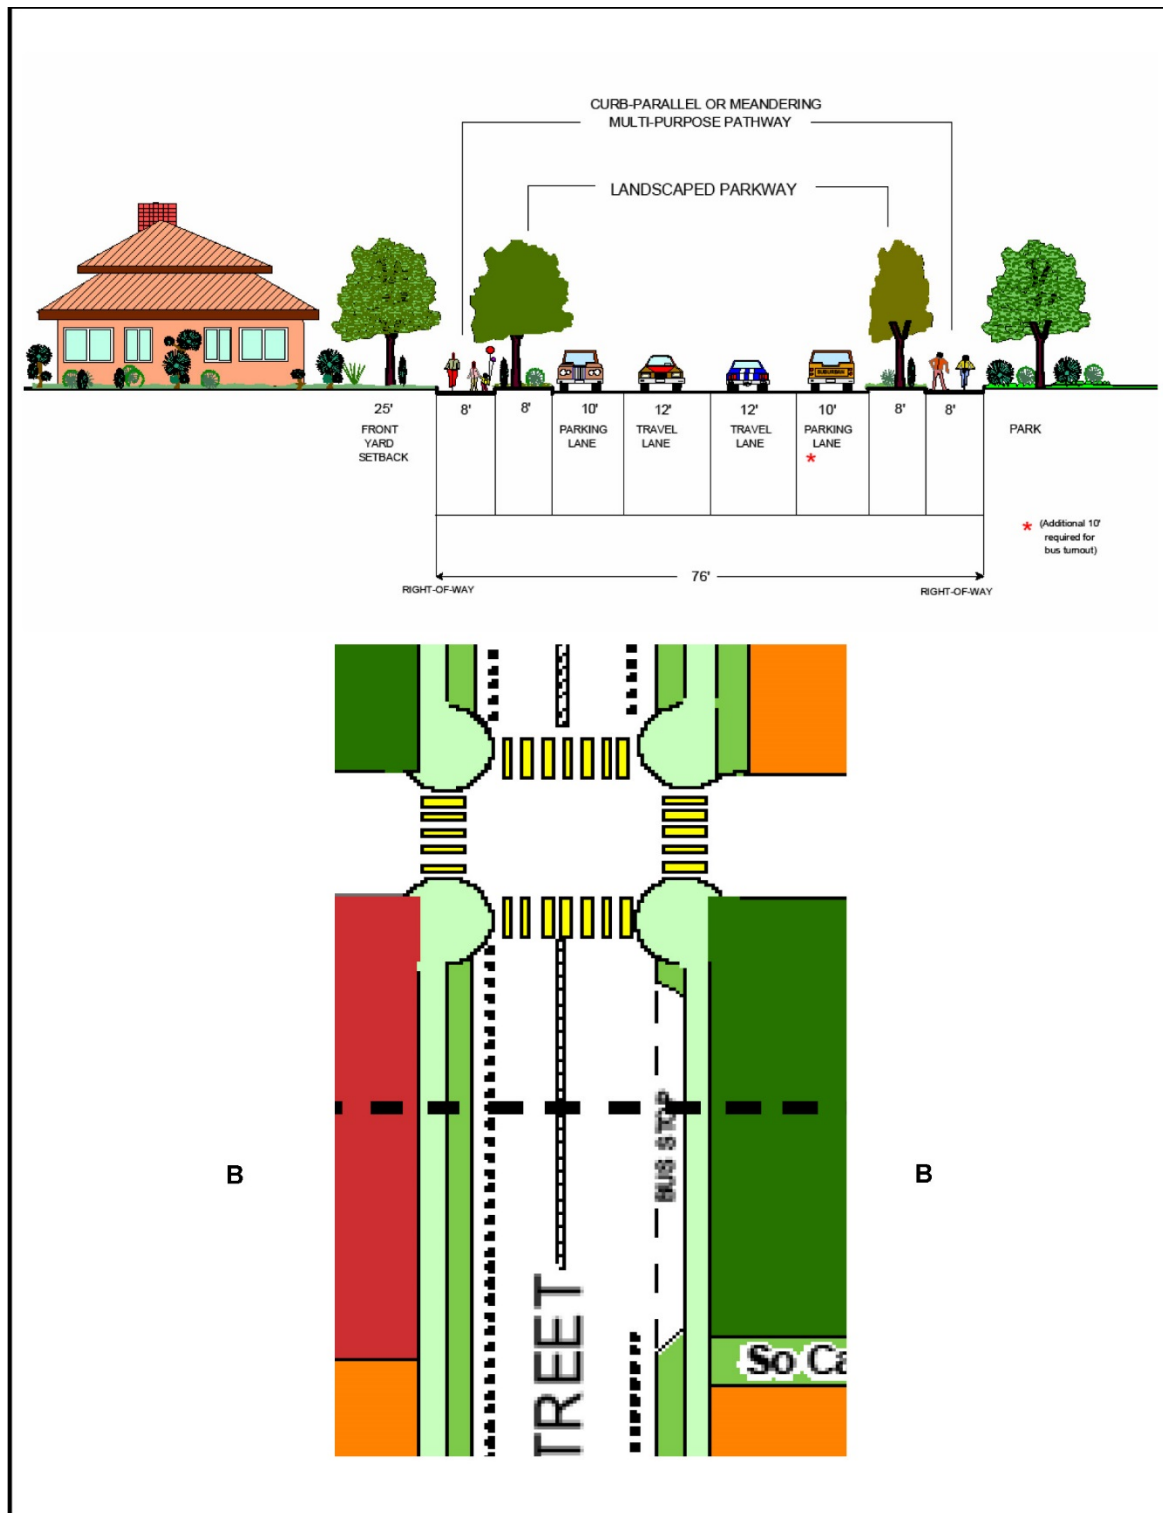 CURB-PARALLEL OR MEANDERING
MULTI-PURPOSE PATHWAY
LANDSCAPED PARKWAY
25'
FRONT
YARD
SETBACK
8'
8'
10'
PARKING
LANE
12'
TRAVEL
LANE
12'
TRAVEL
LANE
10'
PARKING
LANE
*
8'
8'
PARK
* (Additional 10'
required for
bus turnout)
76'
RIGHT-OF-WAY
RIGHT-OF-WAY
BUS STOP
B
B
TREET
So Ca